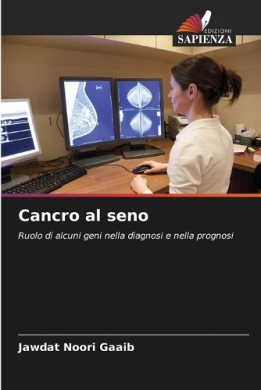 EDIZIONI
SAPIENZA
Cancro al seno
Ruolo di alcuni geni nella diagnosi e nella prognosi
Jawdat Noori Gaaib